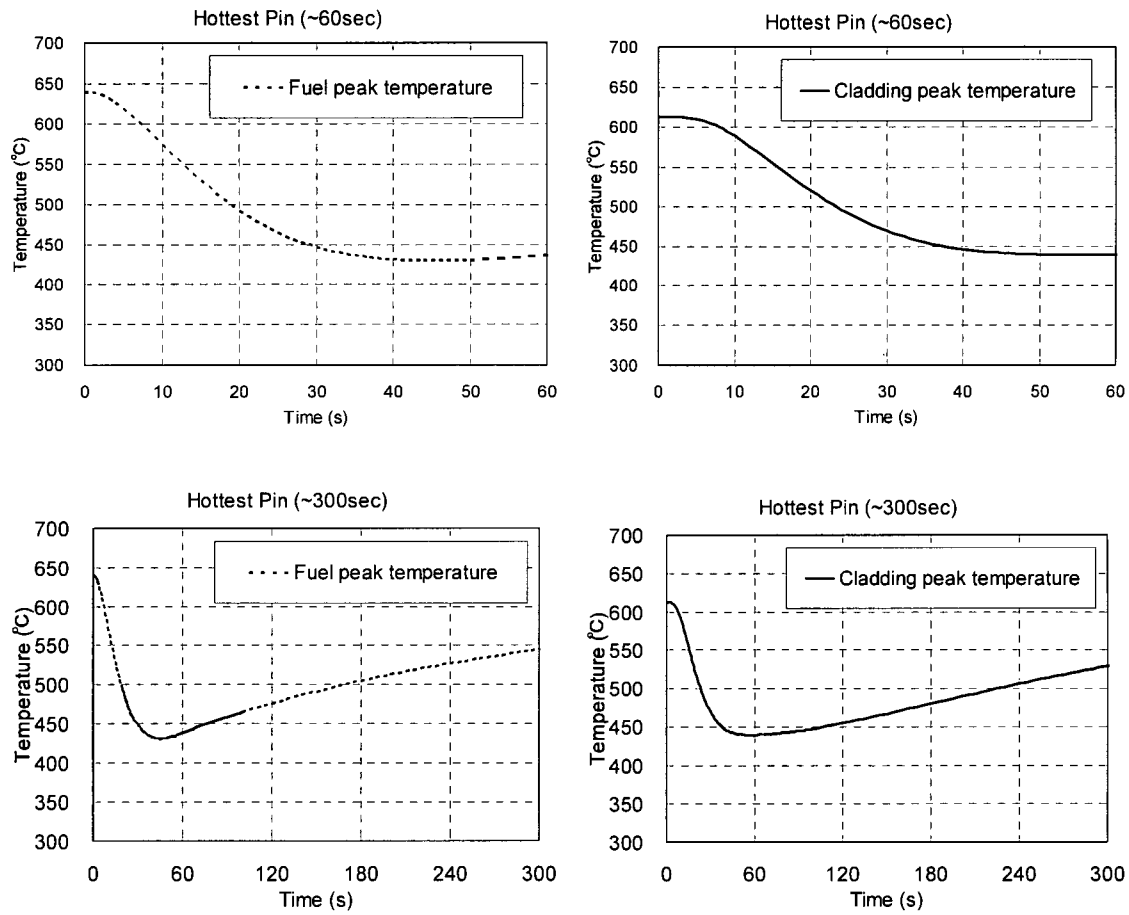 Hottest Pin (~60sec)
Temperature (°C)
700
650
600
550
500
450
400
350
300
Fuel peak temperature
0 10 20 30 40 50 60
Time (s)
Hottest Pin (~60sec)
Temperature (°C)
700
650
600
550
500
450
400
350
300
Cladding peak temperature
0 10 20 30 40 50 60
Time (s)
Hottest Pin (~300sec)
Temperature (°C)
700
650
600
550
500
450
400
350
300
Fuel peak temperature
0 60 120 180 240 300
Time (s)
Hottest Pin (~300sec)
Temperature (°C)
700
650
600
550
500
450
400
350
300
Cladding peak temperature
0 60 120 180 240 300
Time (s)